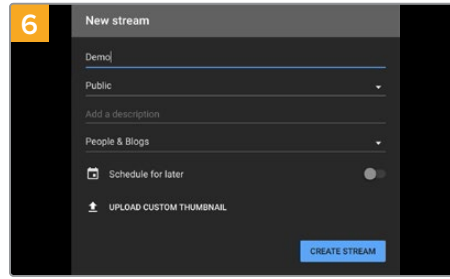 6
New stream
Demo
Public
Add a description
People & Blogs
Schedule for later
UPLOAD CUSTOM THUMBNAIL
CREATE STREAM